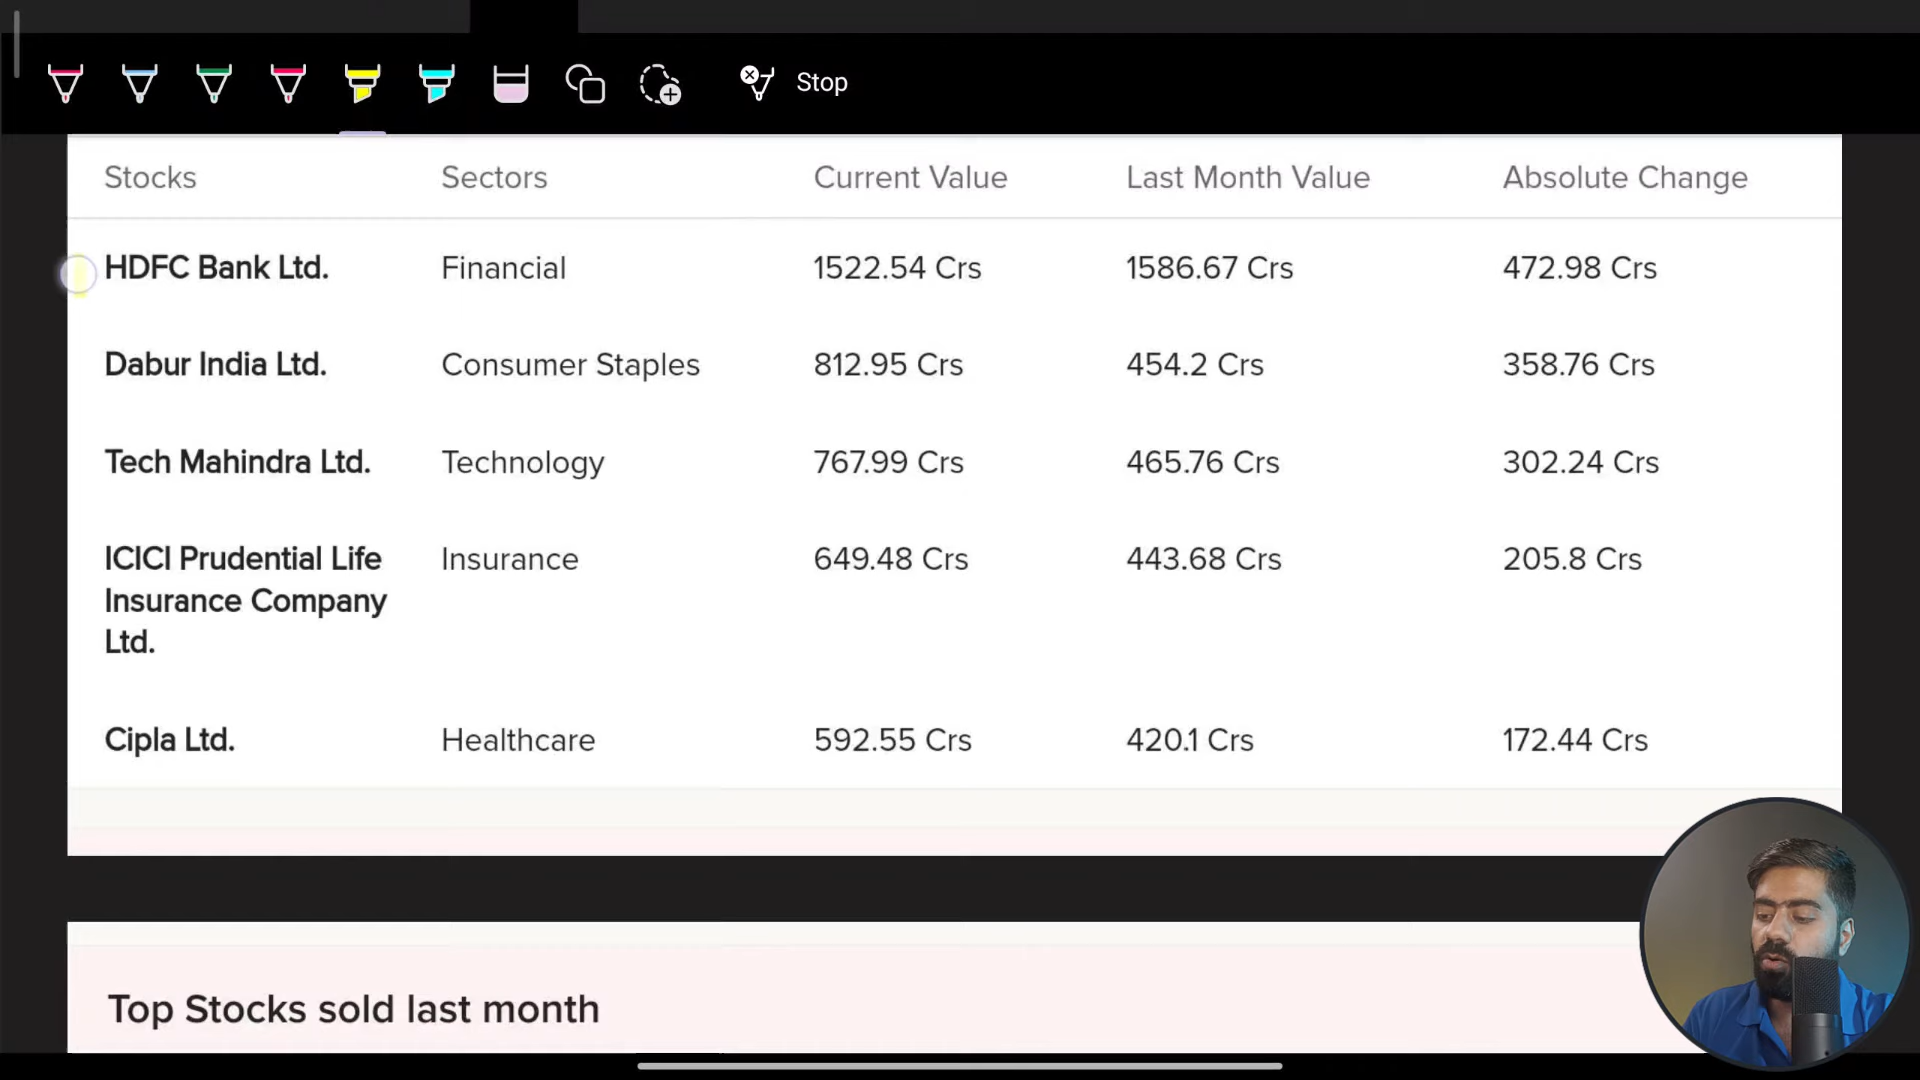 Stop
Stocks Sectors Current Value Last Month Value Absolute Change
HDFC Bank Ltd. Financial 1522.54 Crs 1586.67 Crs 472.98 Crs
Dabur India Ltd. Consumer Staples 812.95 Crs 454.2 Crs 358.76 Crs
Tech Mahindra Ltd. Technology 767.99 Crs 465.76 Crs 302.24 Crs
ICICI Prudential Life Insurance 649.48 Crs 443.68 Crs 205.8 Crs
Insurance Company
Ltd.
Cipla Ltd. Healthcare 592.55 Crs 420.1 Crs 172.44 Crs
Top Stocks sold last month